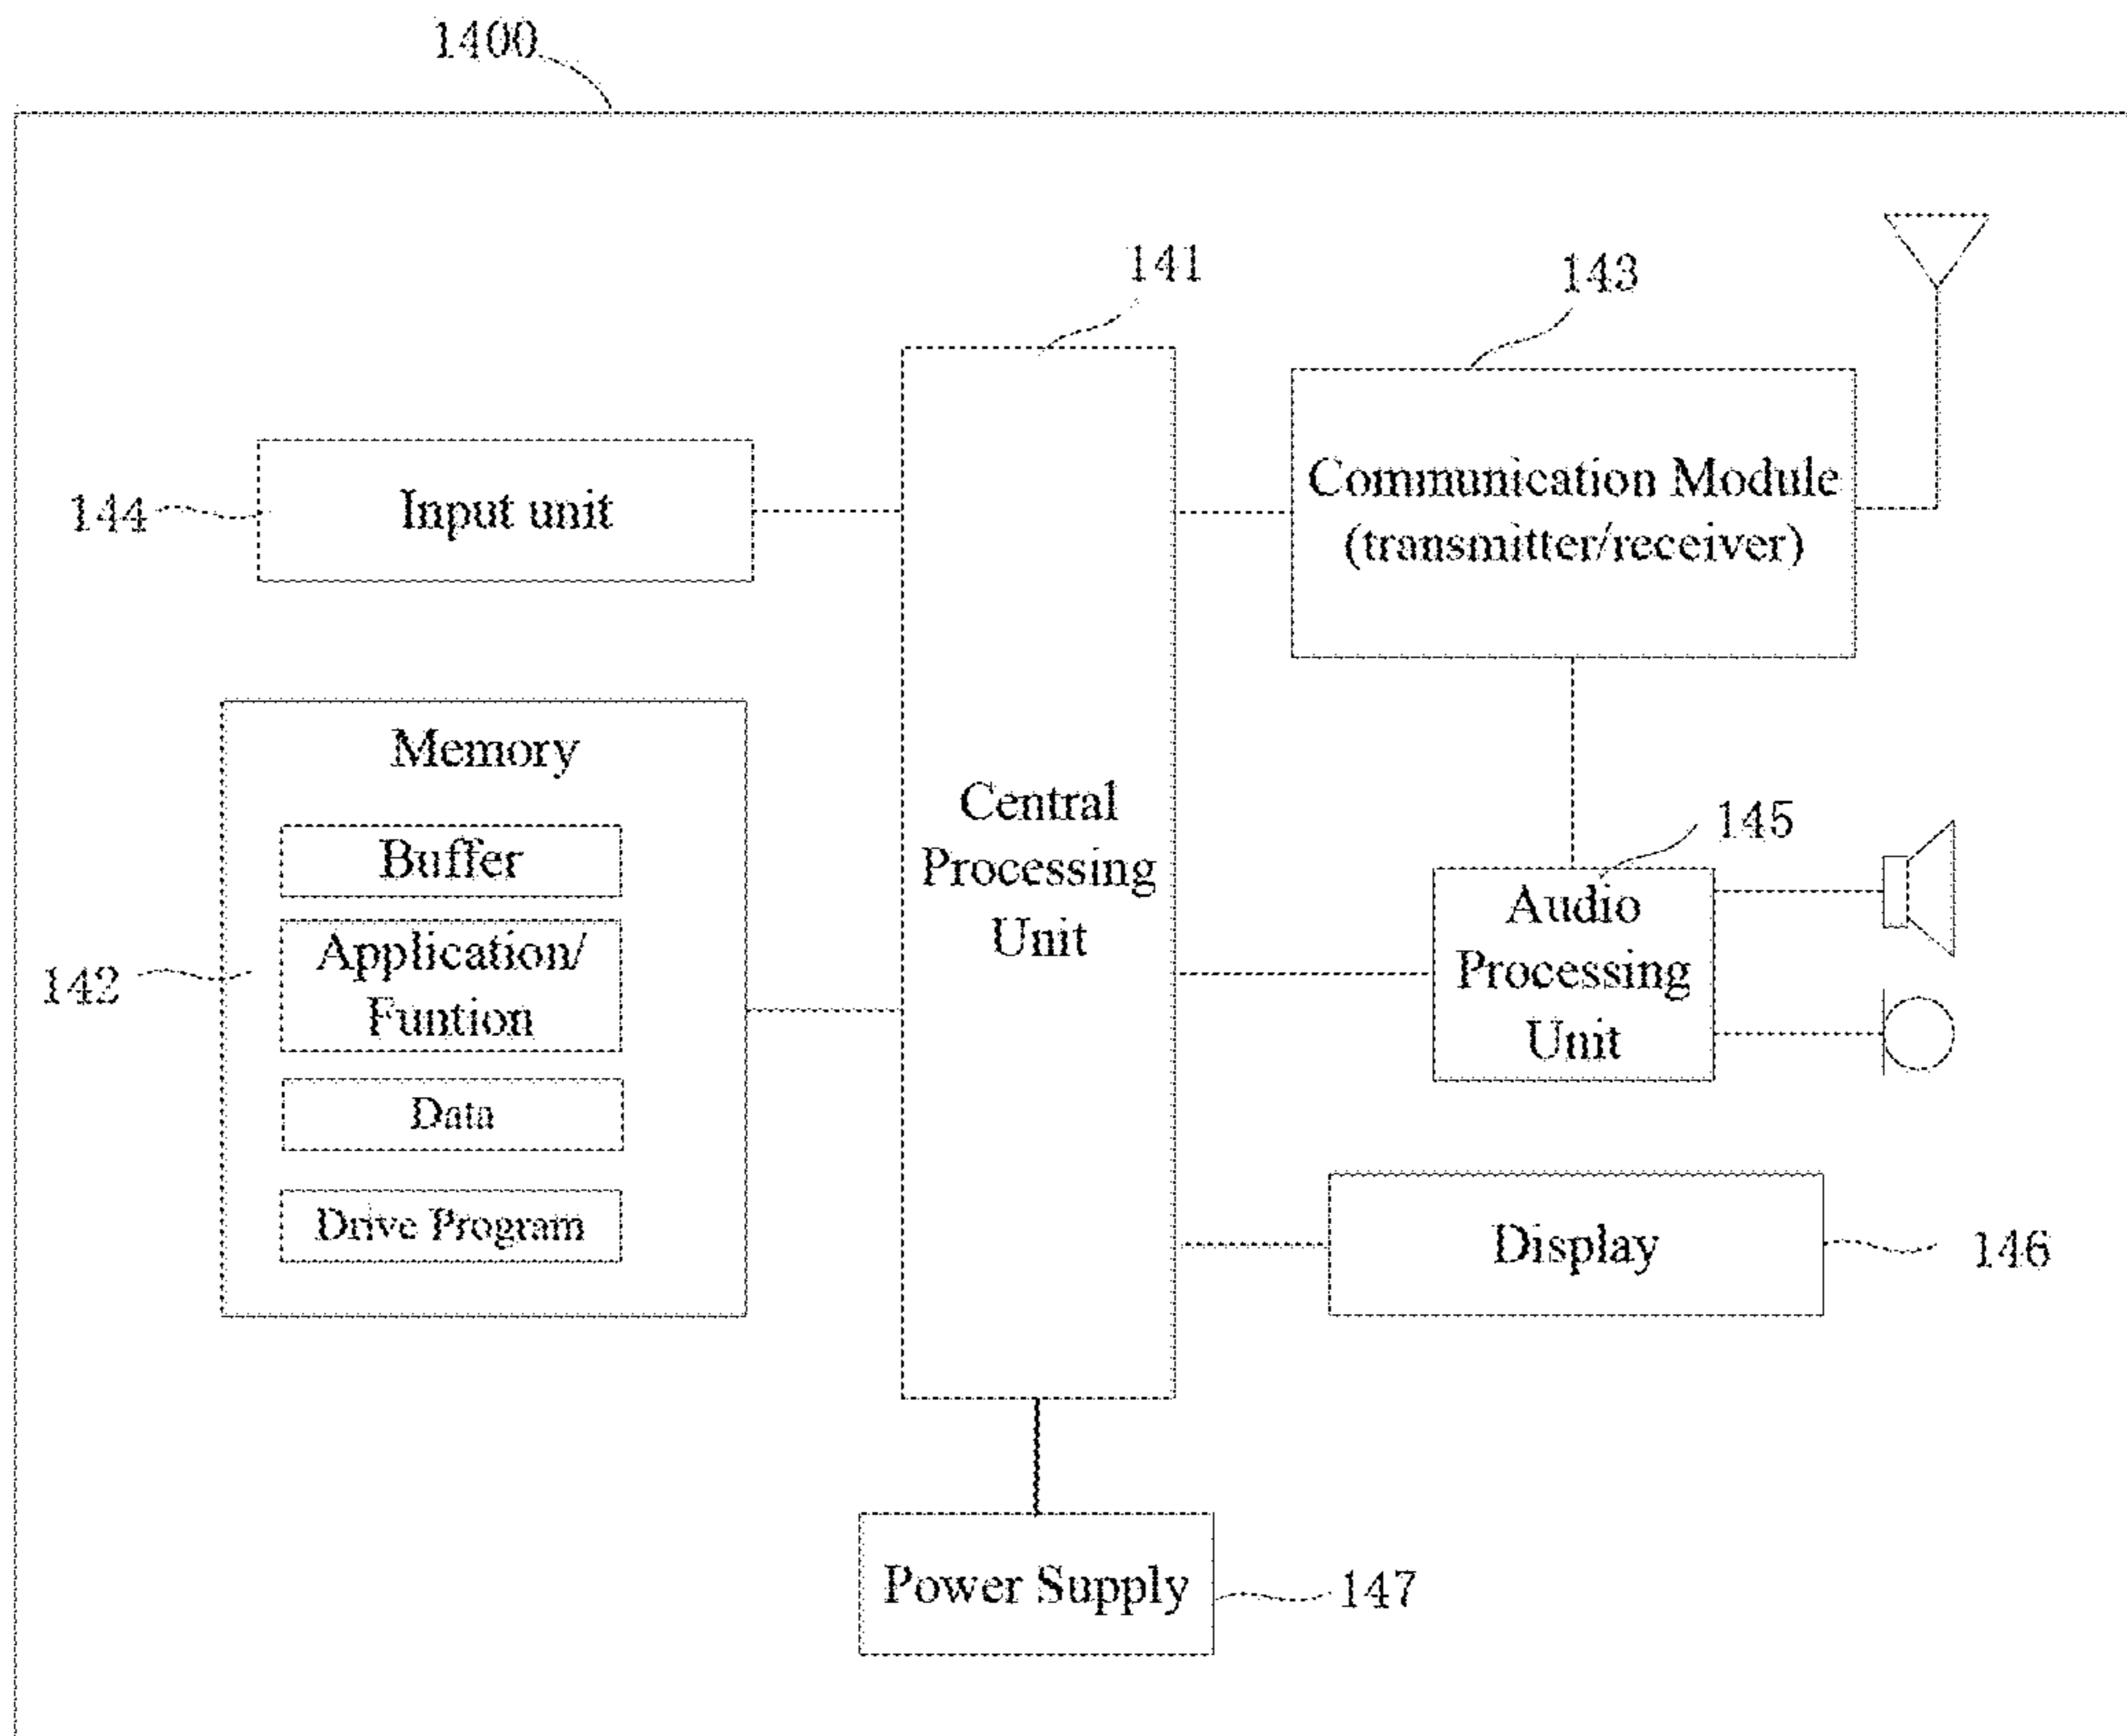 1400
141
143
144
Input unit
Communication Module
(transmitter/receiver)
Memory
Buffer
Application/
Funtion
Data
Drive Program
142
Central
Processing
Unit
145
Audio
Processing
Unit
Display
146
Power Supply
147